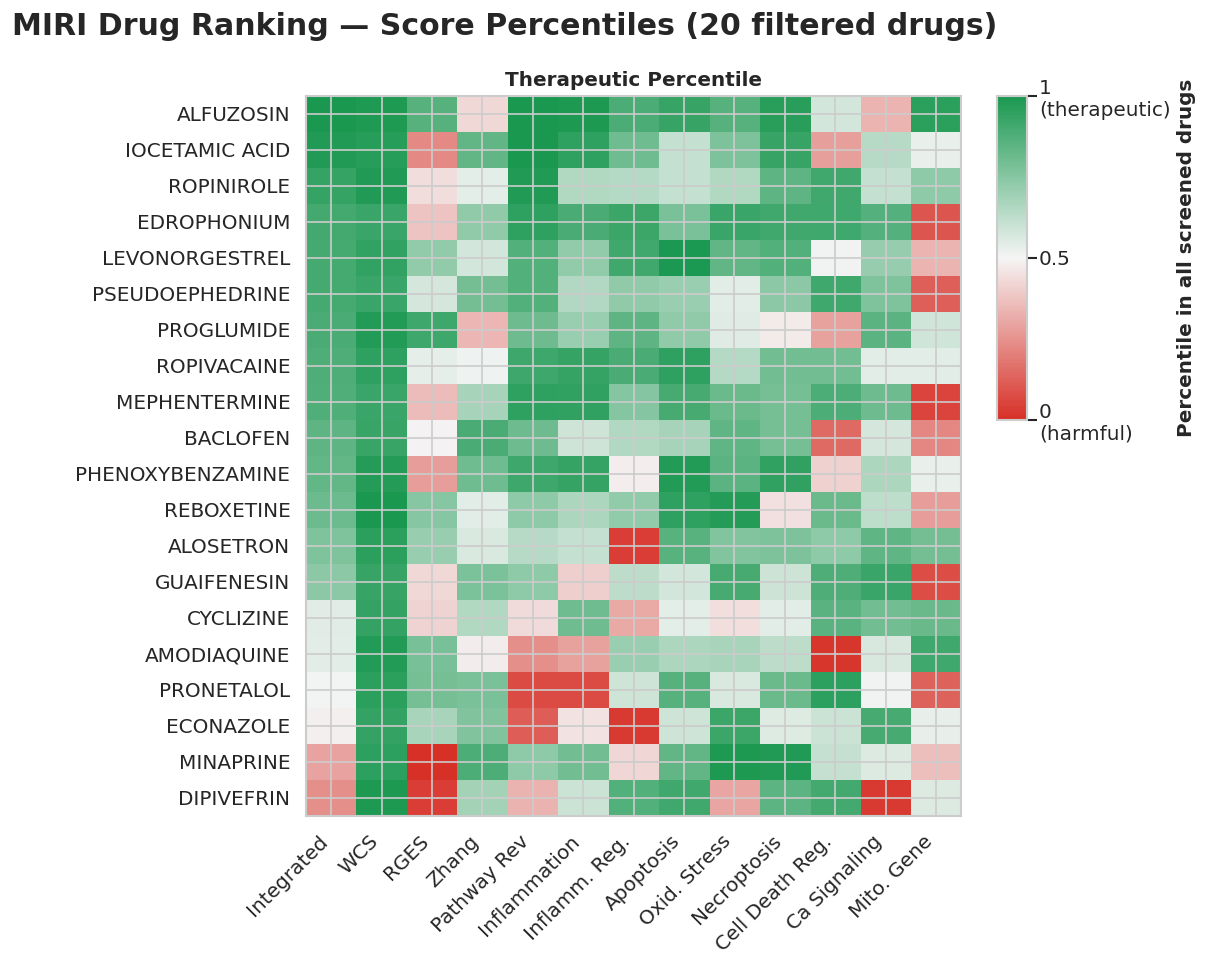 MIRI Drug Ranking — Score Percentiles (20 filtered drugs)
Therapeutic Percentile
ALFUZOSIN
IOCETAMIC ACID
ROPINIROLE
EDROPHONIUM
LEVONORGESTREL
PSEUDOEPHEDRINE
PROGLUMIDE
ROPIVACAINE
MEPHENTERMINE
BACLOFEN
PHENOXYBENZAMINE
REBOXETINE
ALOSETRON
GUAIFENESIN
CYCLIZINE
AMODIAQUINE
PRONETALOL
ECONAZOLE
MINAPRINE
DIPIVEFRIN
Integrated
WCS
RGES
Zhang
Pathway Rev
Inflammation
Inflamm. Reg.
Apoptosis
Oxid. Stress
Necroptosis
Cell Death Reg.
Ca Signaling
Mito. Gene
1
(therapeutic)
0.5
0
(harmful)
Percentile in all screened drugs